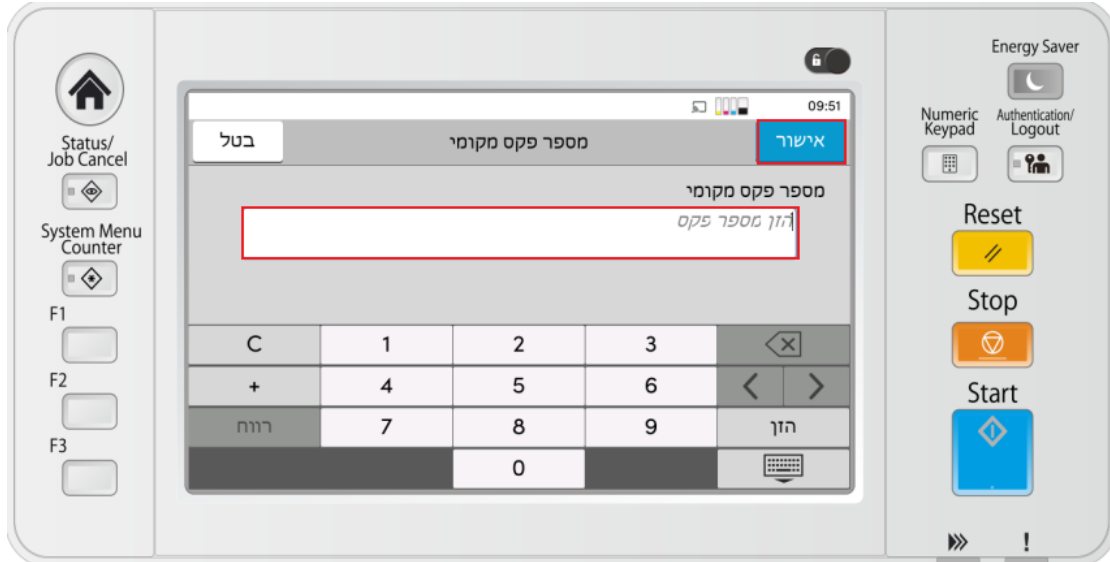 Energy Saver
Status/
Job Cancel
System Menu
Counter
F1
F2
F3
09:51
בטל
מספר פקס מקומי
אישור
מספר פקס מקומי
הזן מספר פקס
C 1 2 3
+ 4 5 6
רווח 7 8 9 הזן
0
Numeric
Keypad
Authentication/
Logout
Reset
Stop
Start
!